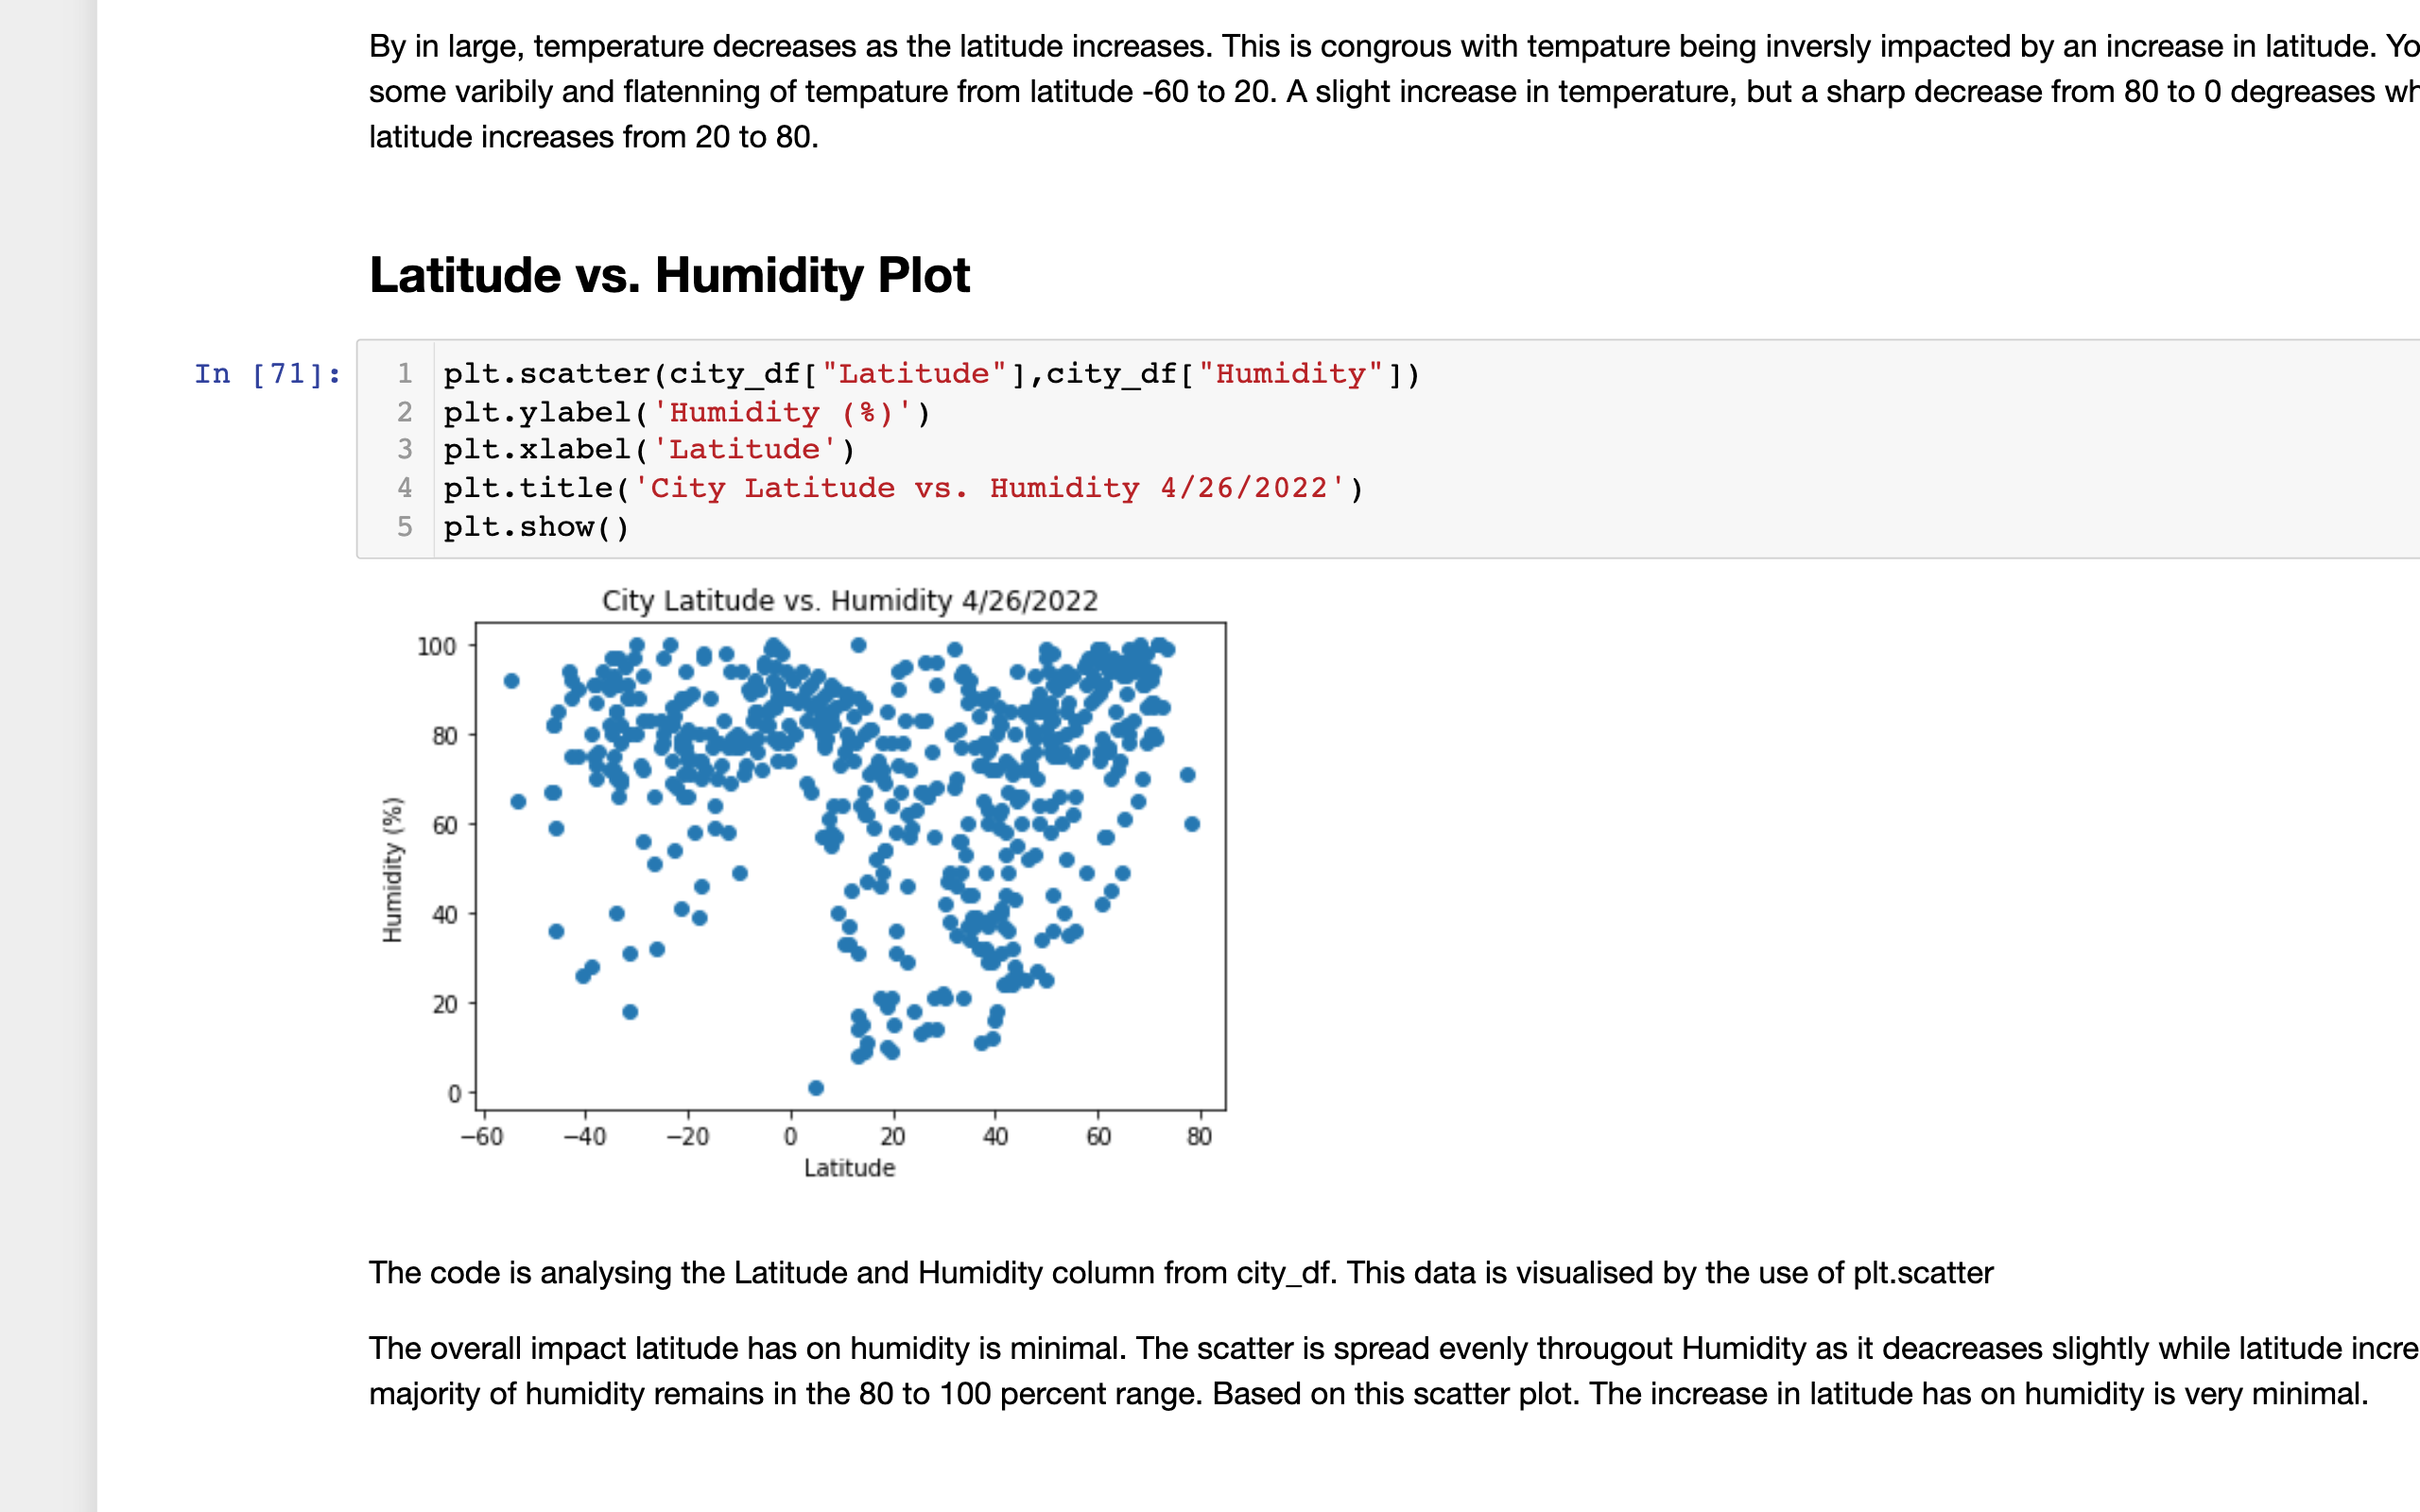 By in large, temperature decreases as the latitude increases. This is congrous with tempature being inversly impacted by an increase in latitude. Yo
some varibily and flatenning of tempature from latitude -60 to 20. A slight increase in temperature, but a sharp decrease from 80 to 0 degreases wh
latitude increases from 20 to 80.
Latitude vs. Humidity Plot
In [71]:
1 plt.scatter(city_df["Latitude"],city_df["Humidity"])
2 plt.ylabel('Humidity (%)')
3 plt.xlabel('Latitude')
4 plt.title('City Latitude vs. Humidity 4/26/2022')
5 plt.show()
City Latitude vs. Humidity 4/26/2022
100
80
60
40
20
0
Humidity (%)
−60 −40 −20 0 20 40 60 80
Latitude
The code is analysing the Latitude and Humidity column from city_df. This data is visualised by the use of plt.scatter
The overall impact latitude has on humidity is minimal. The scatter is spread evenly througout Humidity as it deacreases slightly while latitude incre
majority of humidity remains in the 80 to 100 percent range. Based on this scatter plot. The increase in latitude has on humidity is very minimal.